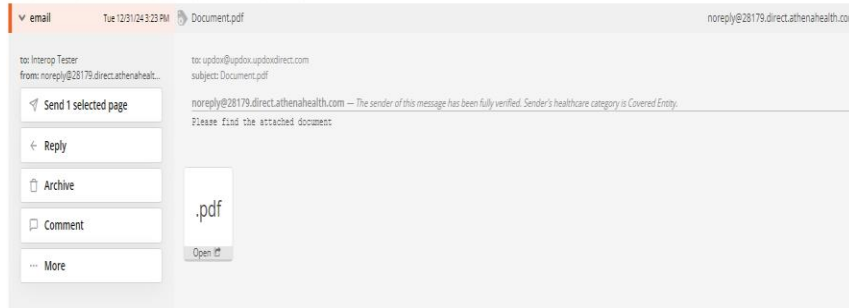 email Tue 12/31/24 3:23 PM Document.pdf noreply@28179.direct.athenahealth.co
to: Interop Tester
from: noreply@28179.direct.athenahealt...
Send 1 selected page
Reply
Archive
Comment
... More
to: updox@updox.updoxdirect.com
subject: Document.pdf
noreply@28179.direct.athenahealth.com — The sender of this message has been fully verified. Sender's healthcare category is Covered Entity.
Please find the attached document
.pdf
Open